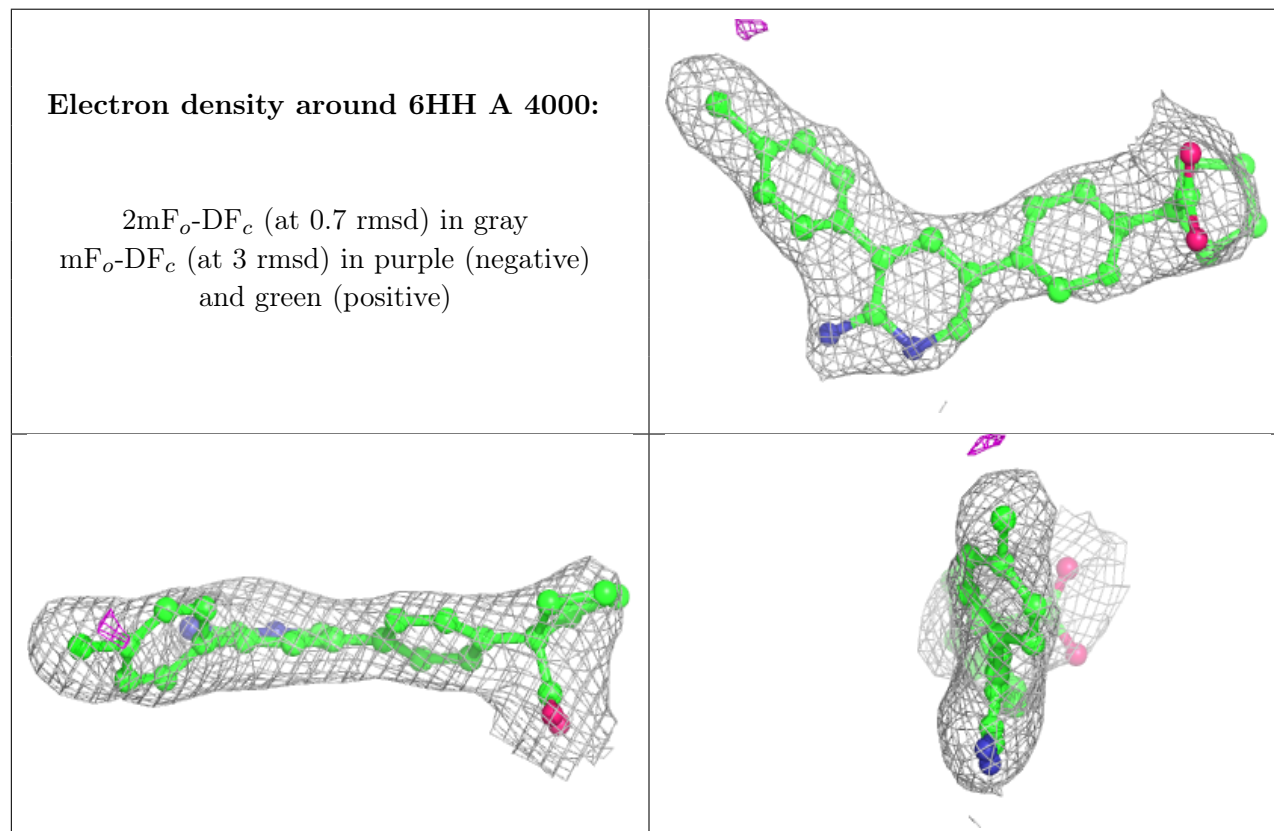 Electron density around 6HH A 4000:
2mFₒ-DF𝒸 (at 0.7 rmsd) in gray
mFₒ-DF𝒸 (at 3 rmsd) in purple (negative)
and green (positive)